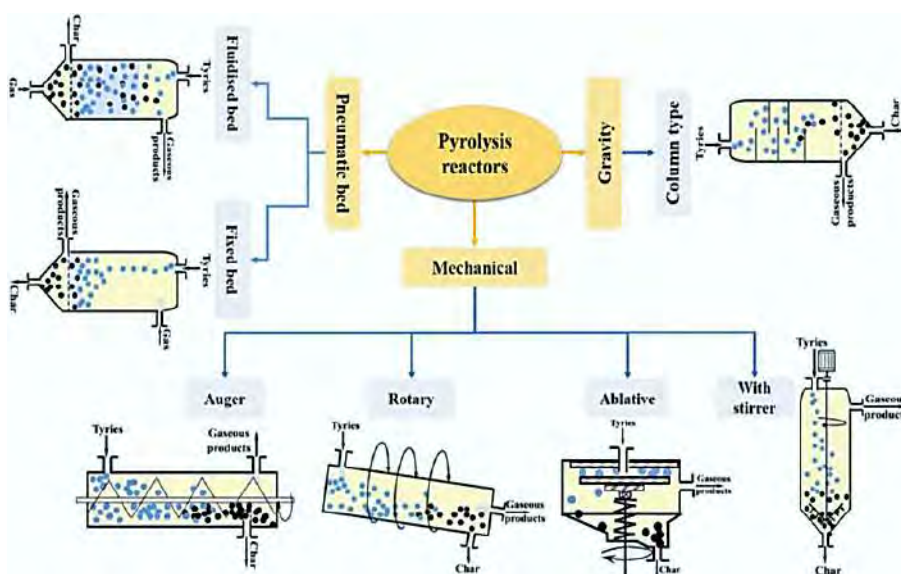 Char
Fluidised bed
Gas
Tyries
Gaseous
products
Pneumatic bed
Pyrolysis
reactors
Gravity
Column type
Tyries
Char
Gaseous
products
Gaseous
products
Fixed bed
Tyries
Char
Gas
Mechanical
Auger
Rotary
Ablative
With
stirrer
Tyries
Gaseous
product
Char
Tyries
Gaseous
products
Char
Tyries
Gaseous
products
Char
Tyries
Gaseous
products
Char